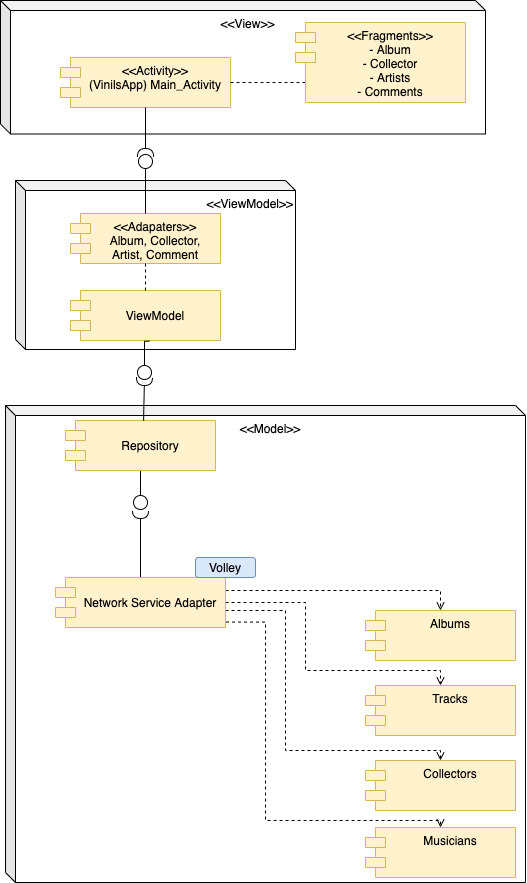 <<View>>
<<Activity>>
(VinilsApp) Main_Activity
<<Fragments>>
- Album
- Collector
- Artists
- Comments
<<ViewModel>>
<<Adapaters>>
Album, Collector,
Artist, Comment
ViewModel
<<Model>>
Repository
Volley
Network Service Adapter
Albums
Tracks
Collectors
Musicians